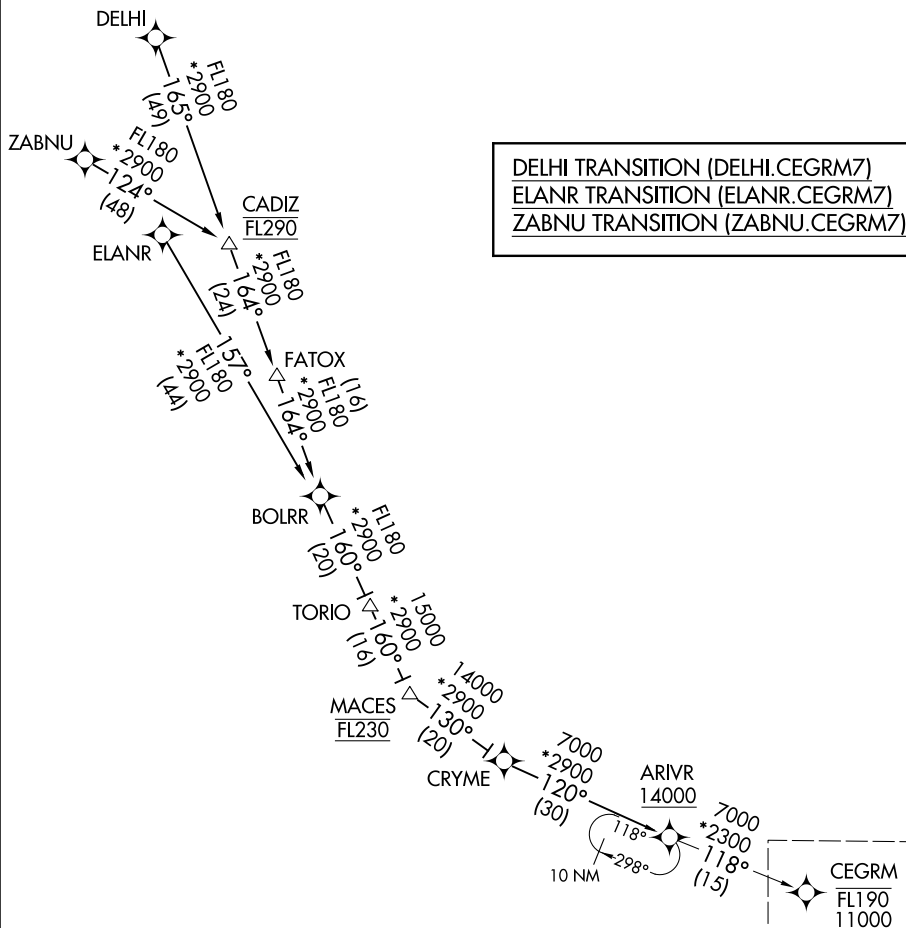 DELHI
FL180
*2900
165°
(49)
ZABNU
FL180
*2900
124°
(48)
DELHI TRANSITION (DELHI.CEGRM7)
ELANR TRANSITION (ELANR.CEGRM7)
ZABNU TRANSITION (ZABNU.CEGRM7)
CADIZ
FL290
ELANR
FL180
*2900
164°
(24)
157°
FL180
*2900
(44)
FATOX
(16)
FL180
*2900
164°
BOLRR
FL180
*2900
160°
(20)
TORIO
15000
*2900
160°
(16)
MACES
FL230
14000
*2900
130°
(20)
CRYME
7000
*2900
120°
(30)
ARIVR
14000
118°
298°
10 NM
7000
*2300
118°
(15)
CEGRM
FL190
11000